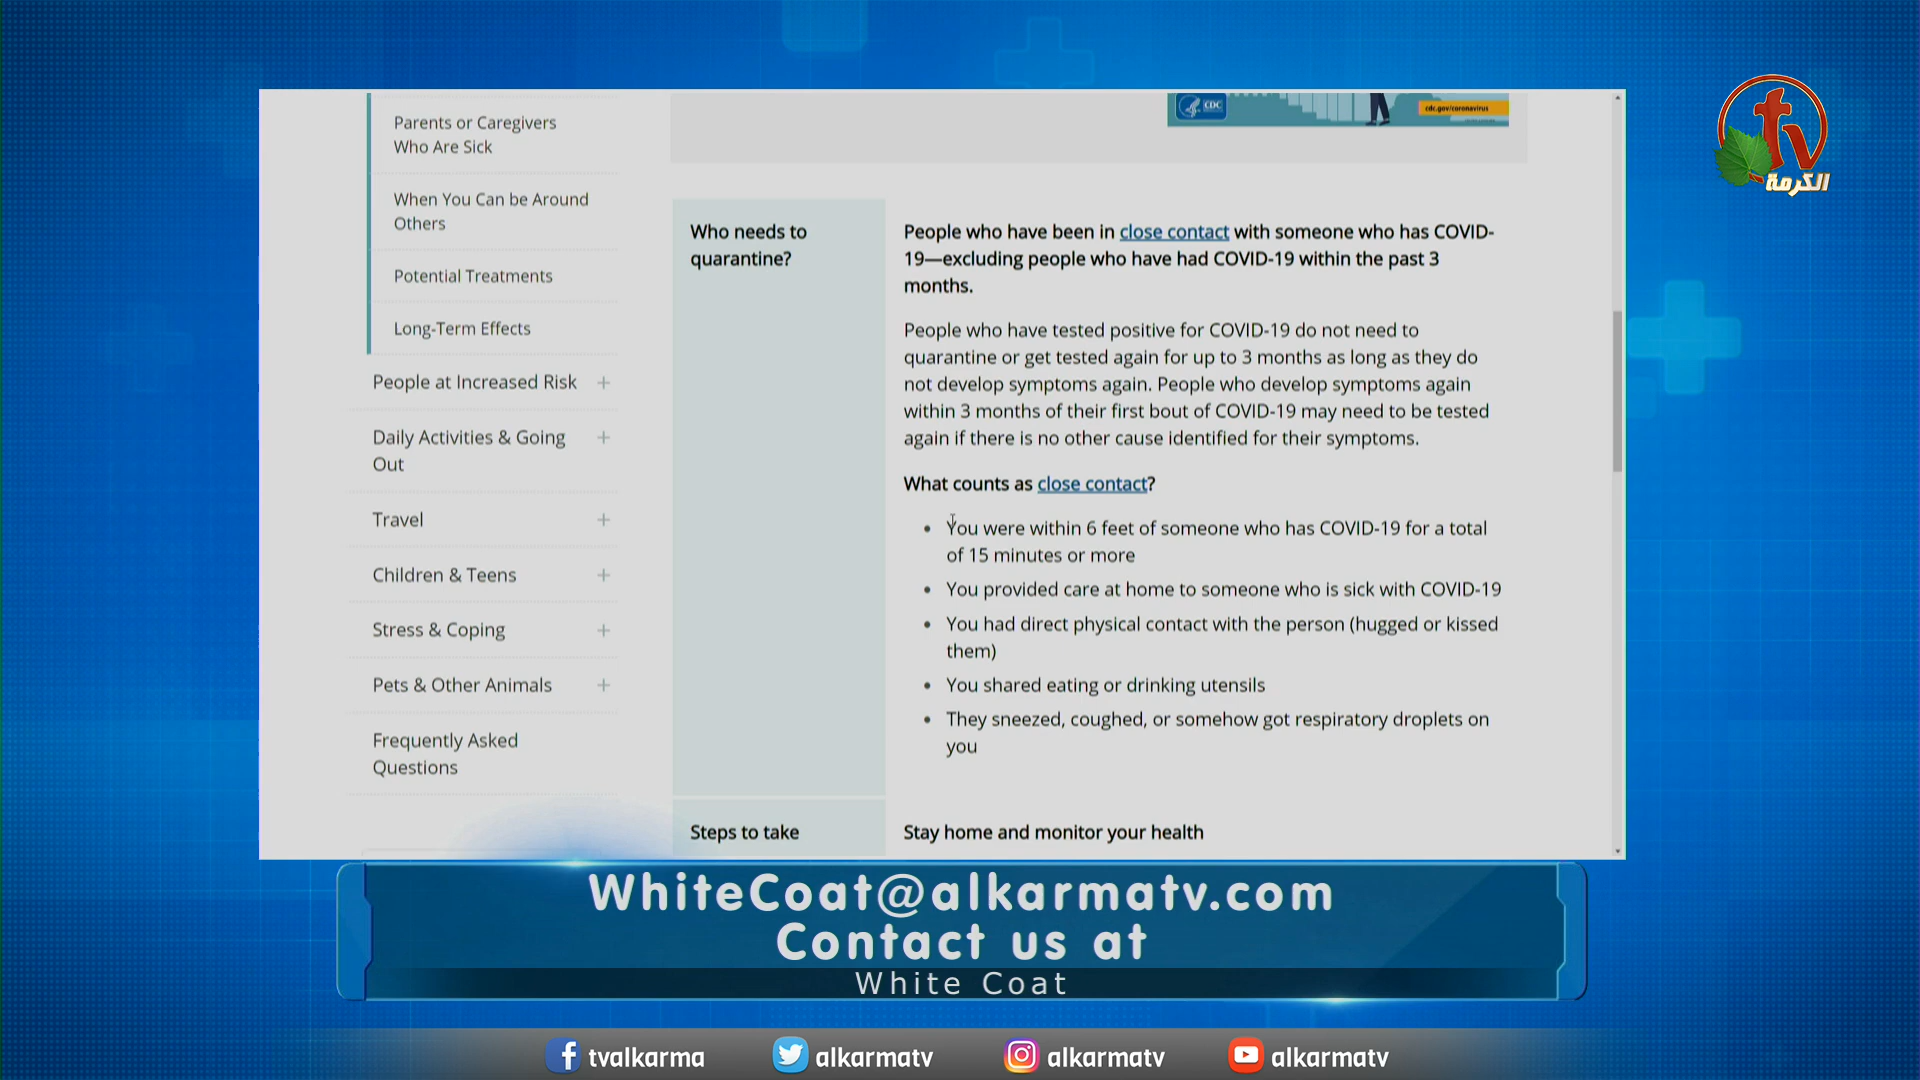 tv
الكرمة
Parents or Caregivers
Who Are Sick
When You Can be Around
Others
Potential Treatments
Long-Term Effects
People at Increased Risk +
Daily Activities & Going +
Out
Travel +
Children & Teens +
Stress & Coping +
Pets & Other Animals +
Frequently Asked
Questions
CDC
cdc.gov/coronavirus
Who needs to
quarantine?
People who have been in close contact with someone who has COVID-
19—excluding people who have had COVID-19 within the past 3
months.
People who have tested positive for COVID-19 do not need to
quarantine or get tested again for up to 3 months as long as they do
not develop symptoms again. People who develop symptoms again
within 3 months of their first bout of COVID-19 may need to be tested
again if there is no other cause identified for their symptoms.
What counts as close contact?
• You were within 6 feet of someone who has COVID-19 for a total
of 15 minutes or more
• You provided care at home to someone who is sick with COVID-19
• You had direct physical contact with the person (hugged or kissed
them)
• You shared eating or drinking utensils
• They sneezed, coughed, or somehow got respiratory droplets on
you
Steps to take
Stay home and monitor your health
WhiteCoat@alkarmatv.com
Contact us at
White Coat
tvalkarma
alkarmatv
alkarmatv
alkarmatv